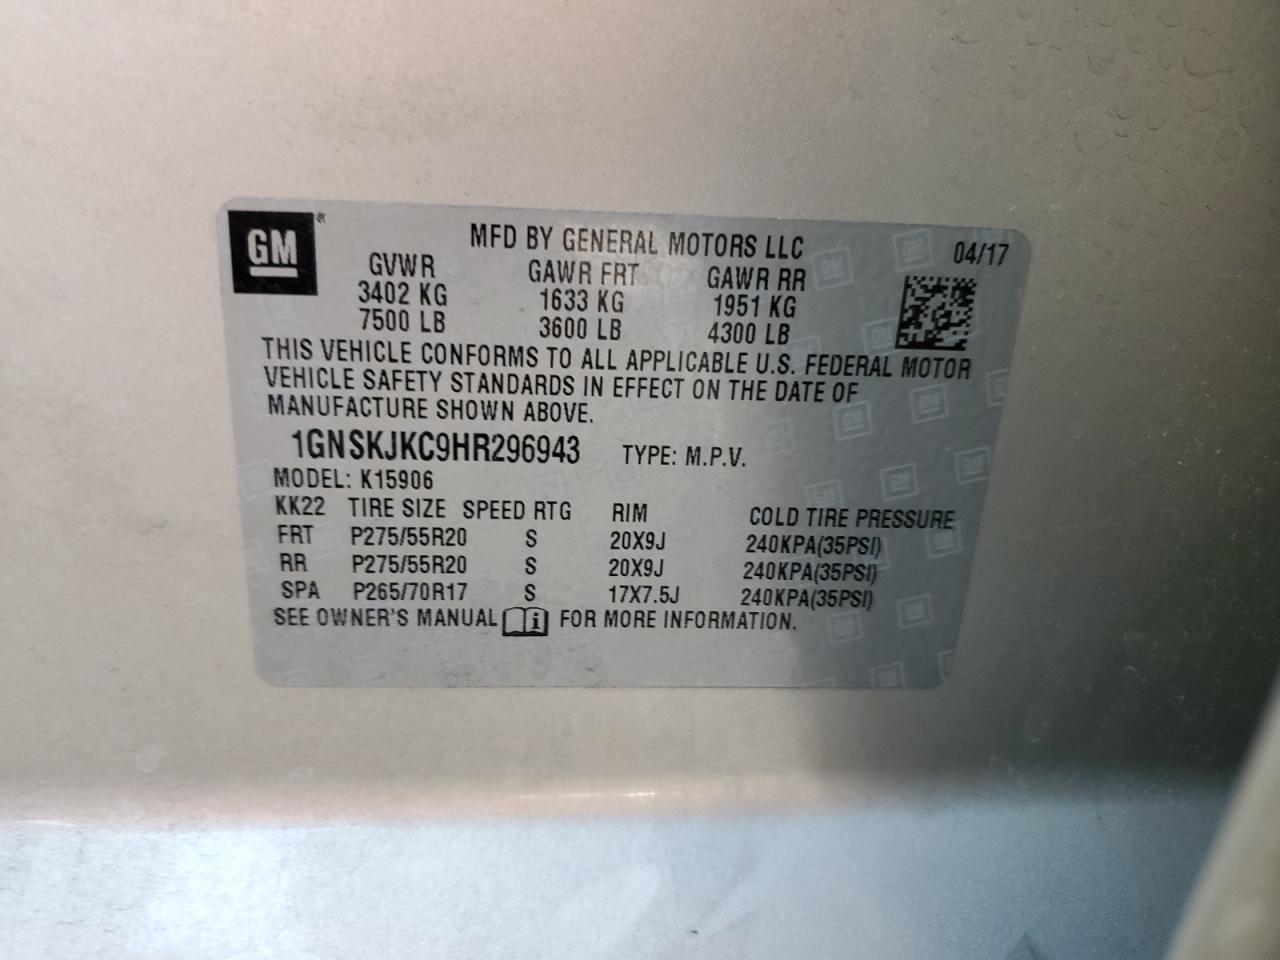 GM ®
MFD BY GENERAL MOTORS LLC 04/17
GVWR GAWR FRT GAWR RR
3402 KG 1633 KG 1951 KG
7500 LB 3600 LB 4300 LB
THIS VEHICLE CONFORMS TO ALL APPLICABLE U.S. FEDERAL MOTOR
VEHICLE SAFETY STANDARDS IN EFFECT ON THE DATE OF
MANUFACTURE SHOWN ABOVE.
1GNSKJKC9HR296943 TYPE: M.P.V.
MODEL: K15906
KK22 TIRE SIZE SPEED RTG RIM COLD TIRE PRESSURE
FRT P275/55R20 S 20X9J 240KPA(35PSI)
RR P275/55R20 S 20X9J 240KPA(35PSI)
SPA P265/70R17 S 17X7.5J 240KPA(35PSI)
SEE OWNER'S MANUAL i FOR MORE INFORMATION.